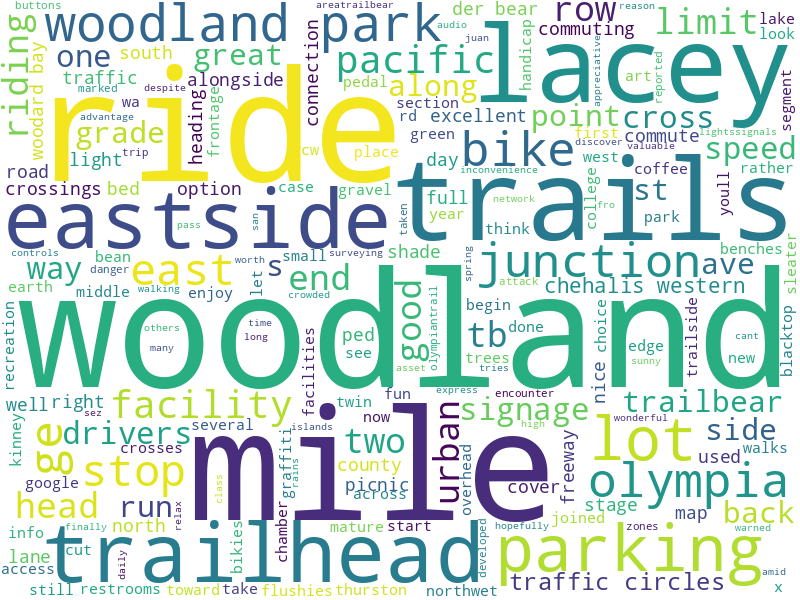 buttons
woodland park
areatrailbear
der bear
row
limit
reason
lake
audio
juan
commuting
look
one
south
great
pacific
handicap
appreciative
lacey
riding
woodard bay
traffic
alongside
connection
pedal
along
art
reported
segment
marked
despite
ride
section
point
cross
advantage
grade
heading
frontage
wa
rd
excellent
green
first
discover
valuable
lightssignals
trip
cw
place
bike
commute
speed
road
light
day
west
coffee
rather
inconvenience
crossings
bed
option
case
gravel
full
trails
st
college
youll
network
fro
park
eastside
taken
year
think
benches
pass
san
shade
spring
junction
ave
sleater
controls
way
bean
east
s
small
end
chehalis western
danger
worth
surveying
let
attack
earth
middle
enjoy
walking
crowded
begin
woodland
recreation
others
time
many
long
facilities
ped
see
good
olympiantrail
tb
done
trees
tries
edge
nice
choice
sunny
trailside
cant
new
blacktop
asset
express
encounter
well
right
facility
twin
fun
signage
trailbear
kinney
drivers
sez
several
islands
now
urban
wonderful
crosses
graffiti
two
high
lot
side
ge
stop
mile
county
overhead
freeway
used
walks
google
rains
picnic
across
cover
olympia
class
head
run
relax
chamber
mature
start
stage
map
back
info
finally
north
developed
hopefully
joined
zones
warned
lane
cut
bikies
trailhead
parking
access
daily
amid
still
restrooms
toward
take
flushies
thurston
northwet
traffic circles
x